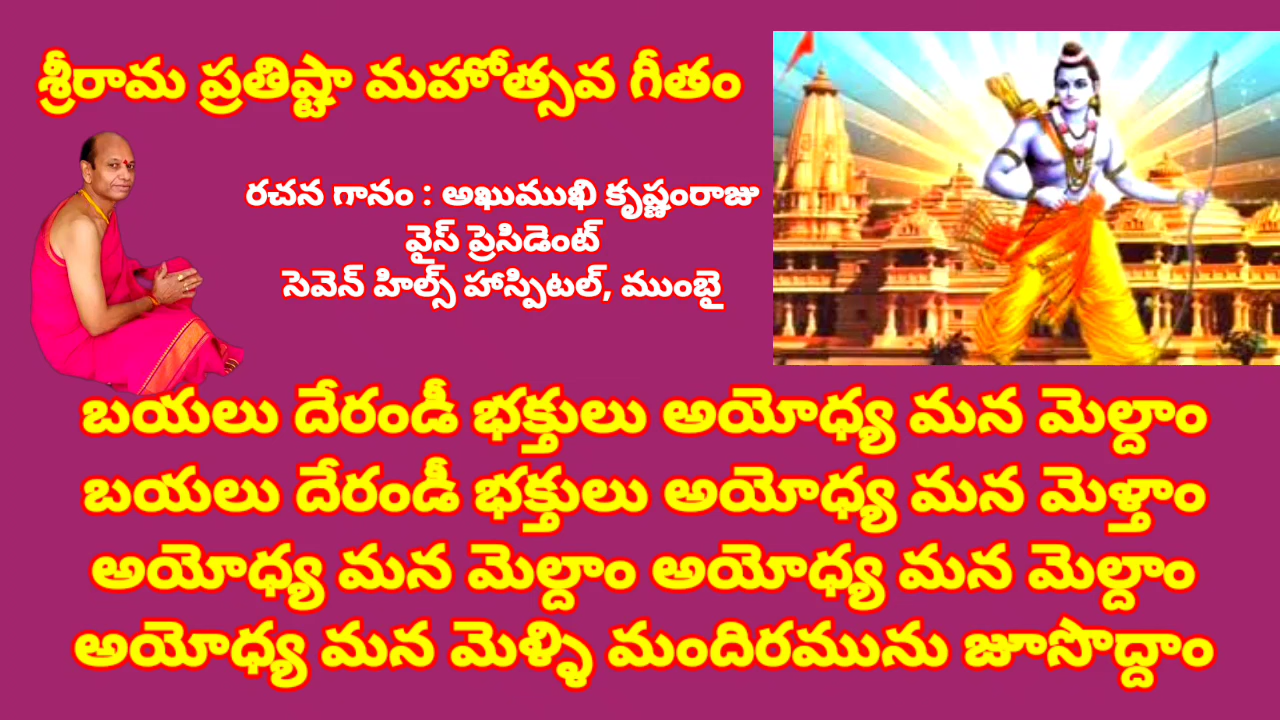 శ్రీరామ ప్రతిష్టా మహోత్సవ గీతం
రచన గానం : అఖుముఖి కృష్ణంరాజు
వైస్ ప్రెసిడెంట్
సెవెన్ హిల్స్ హాస్పిటల్, ముంబై
బయలు దేరండీ భక్తులు అయోధ్య మన మెల్దాం
బయలు దేరండీ భక్తులు అయోధ్య మన మెళ్తాం
అయోధ్య మన మెల్దాం అయోధ్య మన మెల్దాం
అయోధ్య మన మెళ్ళి మందిరమును జూసొద్దాం